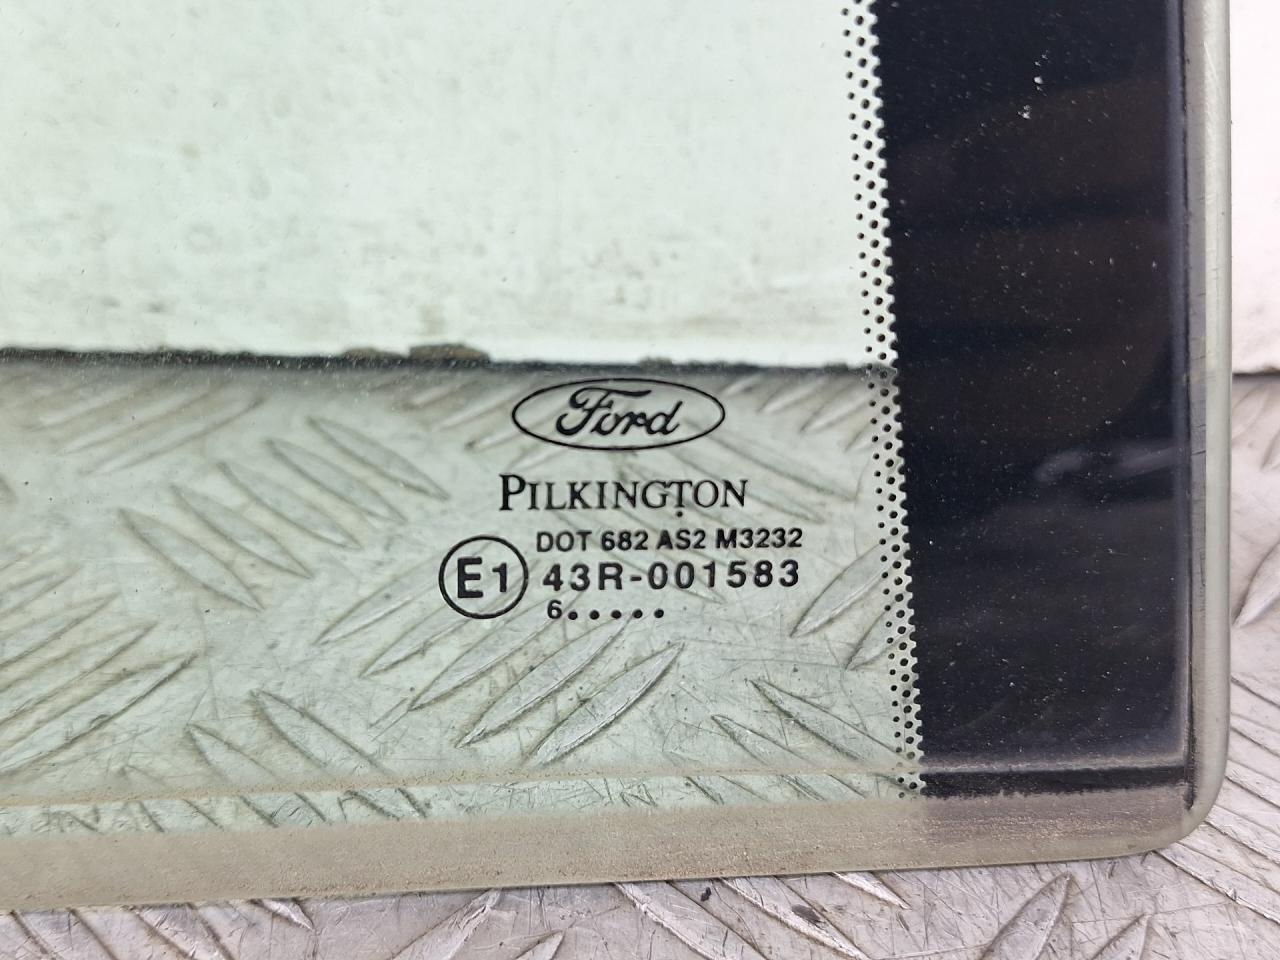 Ford
PILKINGTON
DOT 682 AS2 M3232
E1 43R-001583
6.....